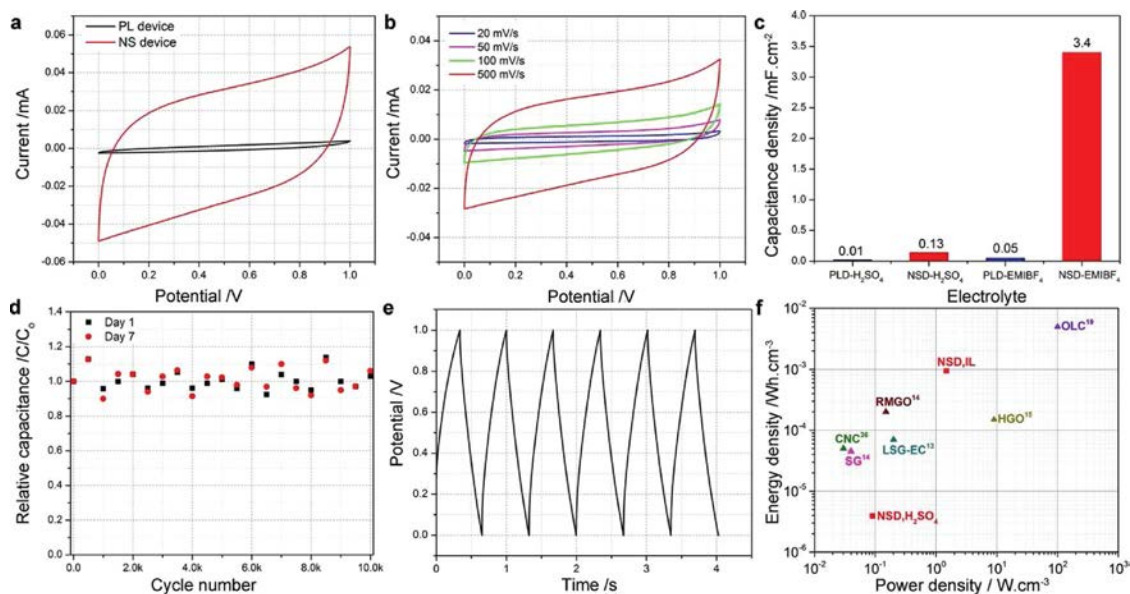 a
PL device
NS device
Current /mA
0.06
0.04
0.02
0.00
-0.02
-0.04
0.06
0.0 0.2 0.4 0.6 0.8 1.0
Potential /V
b
20 mV/s
50 mV/s
100 mV/s
500 mV/s
Current /mA
0.04
0.02
0.00
-0.02
-0.04
0.0 0.2 0.4 0.6 0.8 1.0
Potential /V
c
Capacitance density /mF.cm⁻²
4.0
3.5
3.0
2.5
2.0
1.5
1.0
0.5
0.0
0.01
0.13
0.05
3.4
PLD-H₂SO₄ NSD-H₂SO₄ PLD-EMIBF₄ NSD-EMIBF₄
Electrolyte
d
Day 1
Day 7
Relative capacitance /C/Cₒ
1.4
1.2
1.0
0.8
0.6
0.4
0.2
0.0
0.0 2.0k 4.0k 6.0k 8.0k 10.0k
Cycle number
e
Potential /V
1.0
0.8
0.6
0.4
0.2
0.0
0 1 2 3 4 5
Time /s
f
Energy density /Wh.cm⁻³
10⁻²
10⁻³
10⁻⁴
10⁻⁵
10⁻⁶
OLC¹⁹
NSD,IL
RMGO¹⁴
HGO¹⁵
CNC³⁶
LSG-EC¹³
SG¹⁴
NSD,H₂SO₄
10⁻² 10⁻¹ 10⁰ 10¹ 10² 10³
Power density / W.cm⁻³